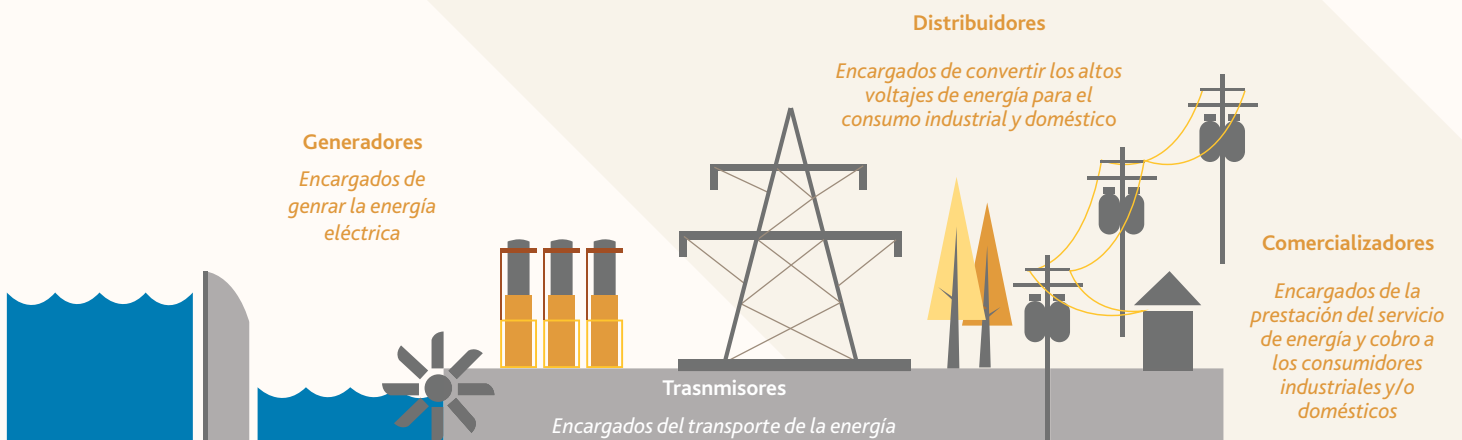 Generadores
Encargados de
genrar la energía
eléctrica
Trasnmisores
Encargados del transporte de la energía
Distribuidores
Encargados de convertir los altos
voltajes de energía para el
consumo industrial y doméstico
Comercializadores
Encargados de la
prestación del servicio
de energía y cobro a
los consumidores
industriales y/o
domésticos